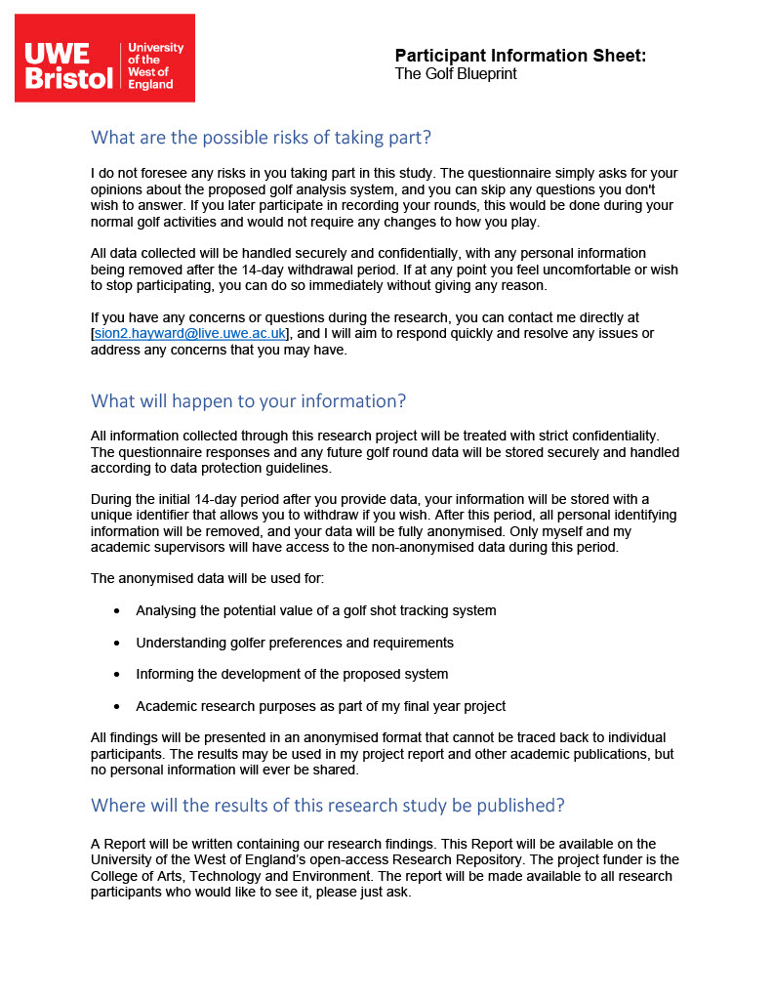 UWE
Bristol
University
of the
West of
England
Participant Information Sheet:
The Golf Blueprint
What are the possible risks of taking part?
I do not foresee any risks in you taking part in this study. The questionnaire simply asks for your
opinions about the proposed golf analysis system, and you can skip any questions you don't
wish to answer. If you later participate in recording your rounds, this would be done during your
normal golf activities and would not require any changes to how you play.
All data collected will be handled securely and confidentially, with any personal information
being removed after the 14-day withdrawal period. If at any point you feel uncomfortable or wish
to stop participating, you can do so immediately without giving any reason.
If you have any concerns or questions during the research, you can contact me directly at
[sion2.hayward@live.uwe.ac.uk], and I will aim to respond quickly and resolve any issues or
address any concerns that you may have.
What will happen to your information?
All information collected through this research project will be treated with strict confidentiality.
The questionnaire responses and any future golf round data will be stored securely and handled
according to data protection guidelines.
During the initial 14-day period after you provide data, your information will be stored with a
unique identifier that allows you to withdraw if you wish. After this period, all personal identifying
information will be removed, and your data will be fully anonymised. Only myself and my
academic supervisors will have access to the non-anonymised data during this period.
The anonymised data will be used for:
• Analysing the potential value of a golf shot tracking system
• Understanding golfer preferences and requirements
• Informing the development of the proposed system
• Academic research purposes as part of my final year project
All findings will be presented in an anonymised format that cannot be traced back to individual
participants. The results may be used in my project report and other academic publications, but
no personal information will ever be shared.
Where will the results of this research study be published?
A Report will be written containing our research findings. This Report will be available on the
University of the West of England’s open-access Research Repository. The project funder is the
College of Arts, Technology and Environment. The report will be made available to all research
participants who would like to see it, please just ask.